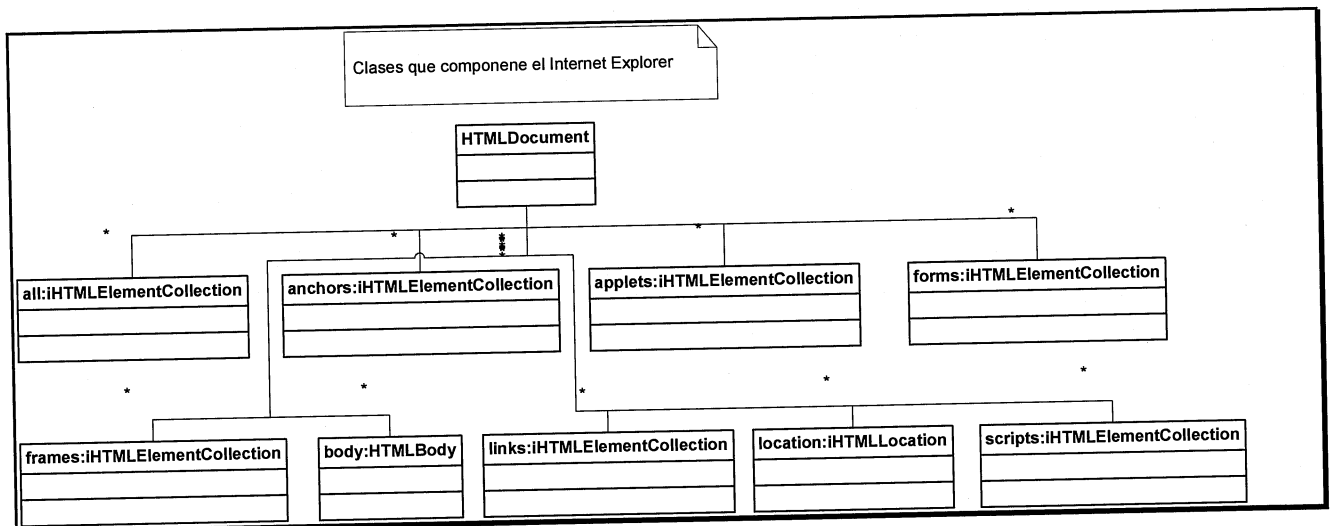 Clases que componene el Internet Explorer
HTMLDocument
*
*
*
*
all:iHTMLElementCollection
anchors:iHTMLElementCollection
applets:iHTMLElementCollection
forms:iHTMLElementCollection
*
*
*
*
*
frames:iHTMLElementCollection
body:HTMLBody
links:iHTMLElementCollection
location:iHTMLLocation
scripts:iHTMLElementCollection